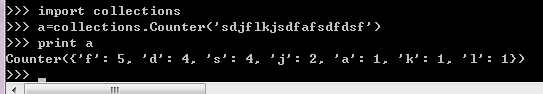 >>> import collections
>>> a=collections.Counter('sdjflkjsdfafsdfdsf')
>>> print a
Counter({'f': 5, 'd': 4, 's': 4, 'j': 2, 'a': 1, 'k': 1, 'l': 1})
>>>